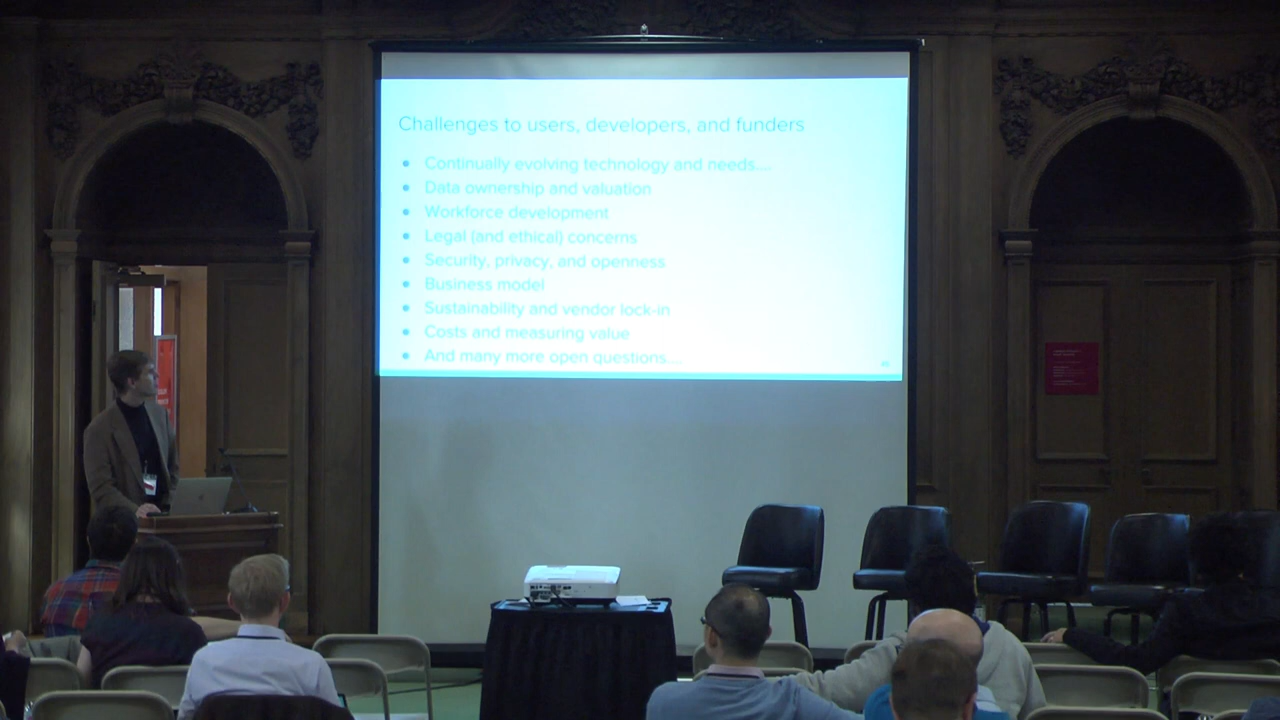 Challenges to users, developers, and funders
• Continually evolving technology and needs....
• Data ownership and valuation
• Workforce development
• Legal (and ethical) concerns
• Security, privacy, and openness
• Business model
• Sustainability and vendor lock-in
• Costs and measuring value
• And many more open questions....